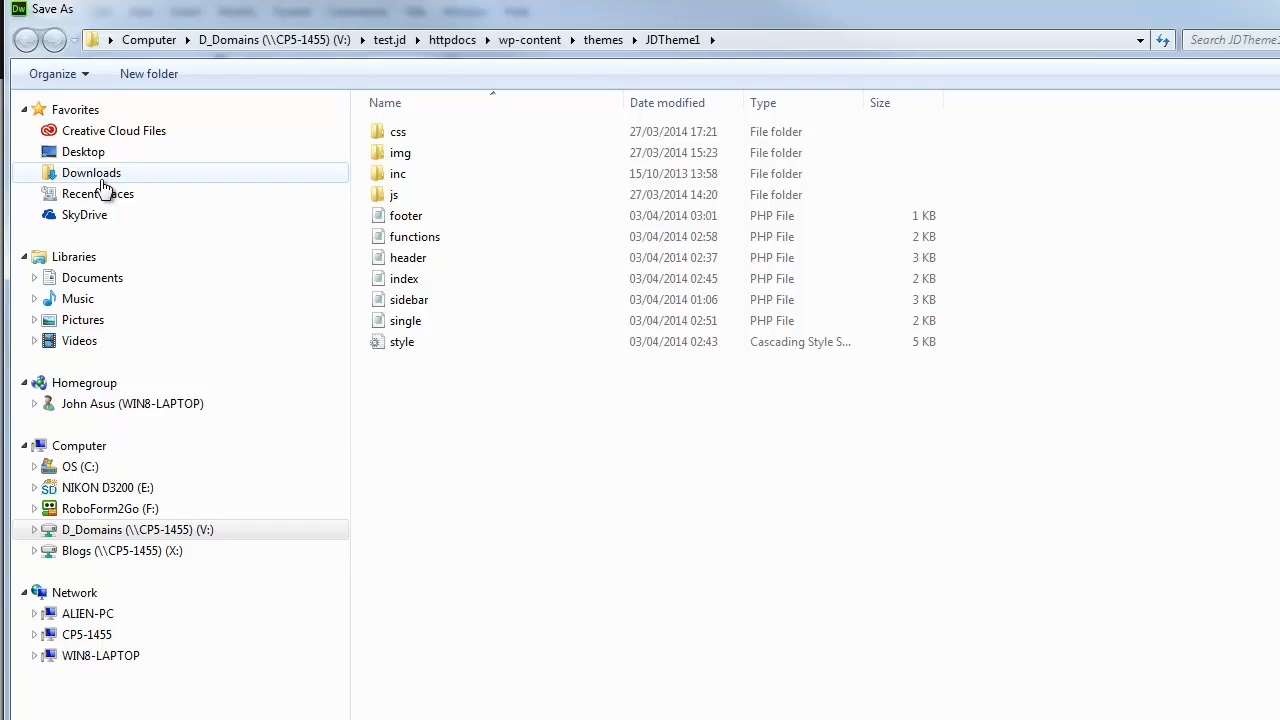 Dw Save As
Computer D_Domains (\\CP5-1455) (V:) test.jd httpdocs wp-content themes JDTheme1
Search JDTheme1
Organize New folder
Favorites
Creative Cloud Files
Desktop
Downloads
SkyDrive
Libraries
Documents
Music
Pictures
Videos
Homegroup
John Asus (WIN8-LAPTOP)
Computer
OS (C:)
NIKON D3200 (E:)
RoboForm2Go (F:)
D_Domains (\\CP5-1455) (V:)
Blogs (\\CP5-1455) (X:)
Network
ALIEN-PC
CP5-1455
WIN8-LAPTOP
Name Date modified Type Size
css 27/03/2014 17:21 File folder
img 27/03/2014 15:23 File folder
inc 15/10/2013 13:58 File folder
js 27/03/2014 14:20 File folder
footer 03/04/2014 03:01 PHP File 1 KB
functions 03/04/2014 02:58 PHP File 2 KB
header 03/04/2014 02:37 PHP File 3 KB
index 03/04/2014 02:45 PHP File 2 KB
sidebar 03/04/2014 01:06 PHP File 3 KB
single 03/04/2014 02:51 PHP File 2 KB
style 03/04/2014 02:43 Cascading Style S... 5 KB